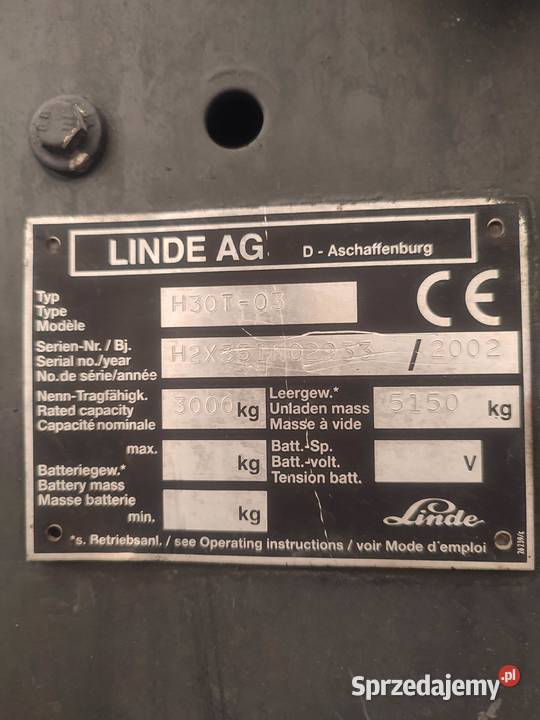 LINDE AG D - Aschaffenburg
Typ
Type
Modèle
H30T-03
CE
Serien-Nr. / Bj.
Serial no./year
No. de série/année
/ 2002
Nenn-Tragfähigk.
Rated capacity
Capacité nominale
3000 kg
Leergew.*
Unladen mass
Masse à vide
5150 kg
max.
kg
Batteriegew.*
Battery mass
Masse batterie
min.
kg
Batt.-Sp.
Batt.-volt.
Tension batt.
V
Linde
*s. Betriebsanl. / see Operating instructions / voir Mode d'emploi
Sprzedajemy.pl